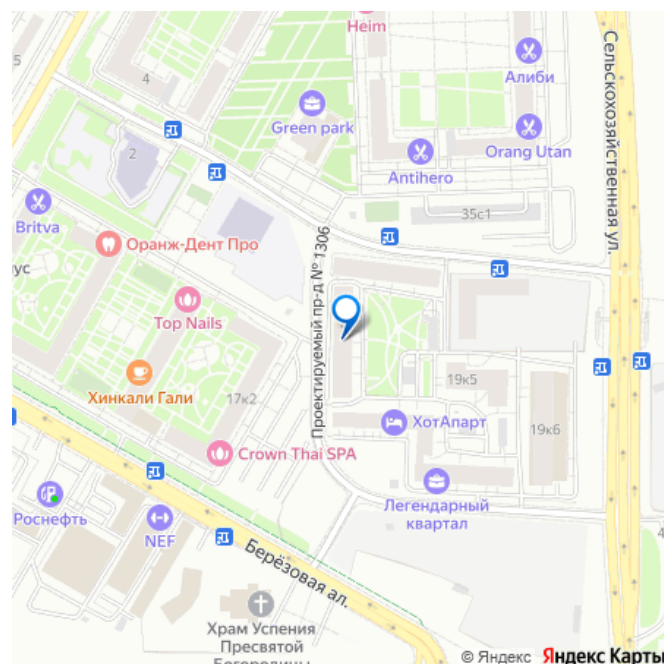 Heim
Алиби
5
4
Green park
Orang Utan
2
Antihero
Сельскохозяйственная ул.
35с1
Britva
Оранж-Дент Про
Проектируемый пр-д № 1306
ус
Top Nails
19к5
Хинкали Гали
17к2
ХотАпарт
19к6
Crown Thai SPA
Легендарный
квартал
Роснефть
NEF
4
Берёзовая ал.
Храм Успения
Пресвятой
Богородицы
© Яндекс Яндекс Карты